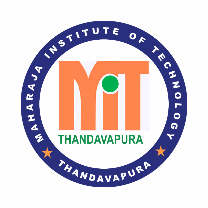 MAHARAJA INSTITUTE OF TECHNOLOGY
MIT
THANDAVAPURA
THANDAVAPURA